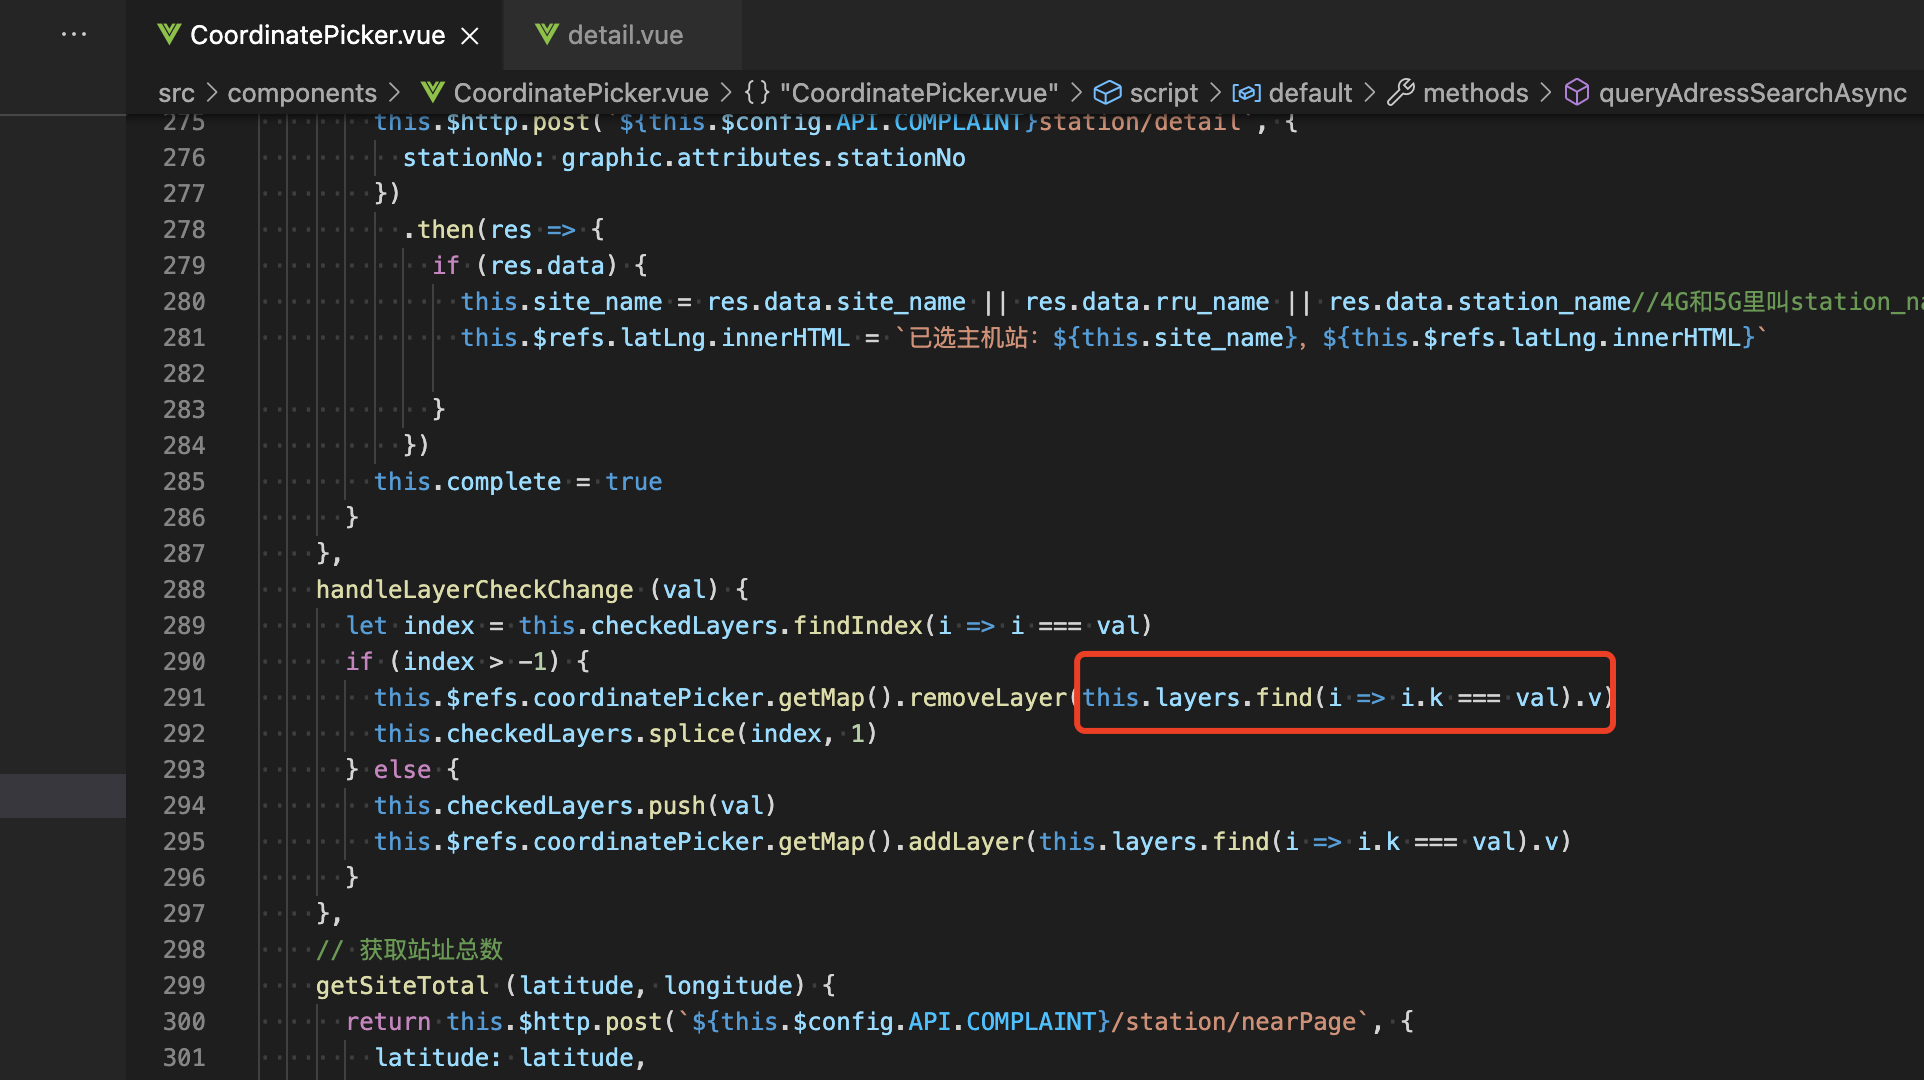 CoordinatePicker.vue detail.vue
src > components > CoordinatePicker.vue > {} "CoordinatePicker.vue" > script > default > methods > queryAdressSearchAsync
275 this.$http.post(`${this.$config.API.COMPLAINT}station/detail`, {
276 stationNo: graphic.attributes.stationNo
277 })
278 .then(res => {
279 if (res.data) {
280 this.site_name = res.data.site_name || res.data.rru_name || res.data.station_name//4G和5G里叫station_na
281 this.$refs.latLng.innerHTML = `已选主机站: ${this.site_name}, ${this.$refs.latLng.innerHTML}`
282
283 }
284 })
285 this.complete = true
286 }
287 },
288 handleLayerCheckChange (val) {
289 let index = this.checkedLayers.findIndex(i => i === val)
290 if (index > -1) {
291 this.$refs.coordinatePicker.getMap().removeLayer(this.layers.find(i => i.k === val).v)
292 this.checkedLayers.splice(index, 1)
293 } else {
294 this.checkedLayers.push(val)
295 this.$refs.coordinatePicker.getMap().addLayer(this.layers.find(i => i.k === val).v)
296 }
297 },
298 // 获取站址总数
299 getSiteTotal (latitude, longitude) {
300 return this.$http.post(`${this.$config.API.COMPLAINT}/station/nearPage`, {
301 latitude: latitude,